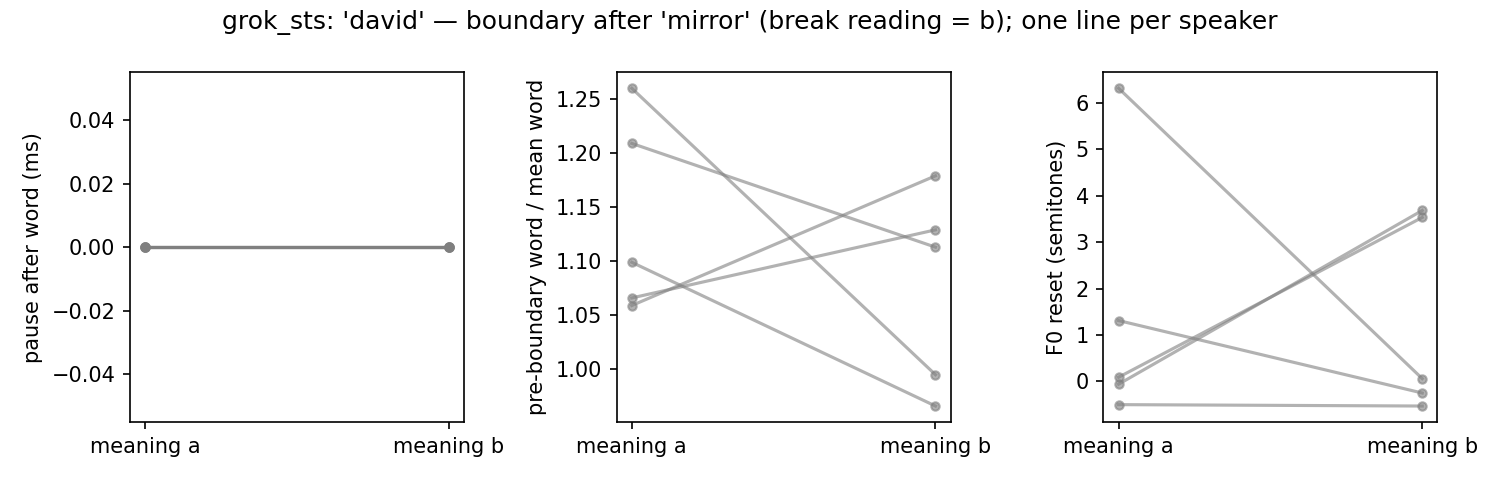 grok_sts: 'david' — boundary after 'mirror' (break reading = b); one line per speaker
pause after word (ms)
0.04
0.02
0.00
−0.02
−0.04
meaning a
meaning b
pre-boundary word / mean word
1.25
1.20
1.15
1.10
1.05
1.00
meaning a
meaning b
F0 reset (semitones)
6
5
4
3
2
1
0
meaning a
meaning b